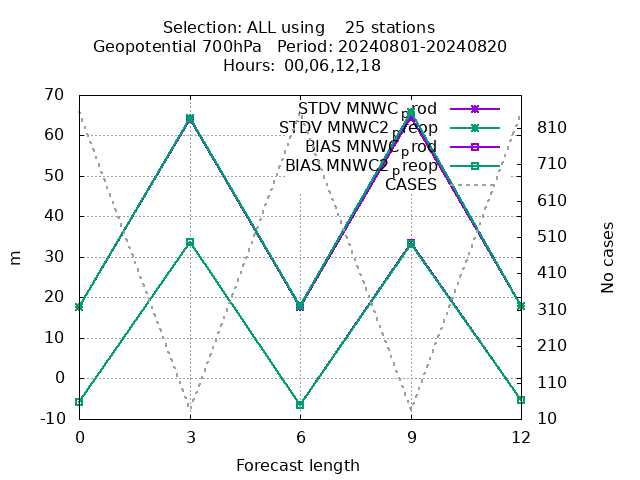 Selection: ALL using    25 stations
Geopotential 700hPa   Period: 20240801-20240820
Hours: 00,06,12,18
STDV MNWC_prod
STDV MNWC2_preop
BIAS MNWC_prod
BIAS MNWC2_preop
CASES
70
60
50
40
30
20
10
0
-10
m
810
710
610
510
410
310
210
110
10
No cases
0 3 6 9 12
Forecast length